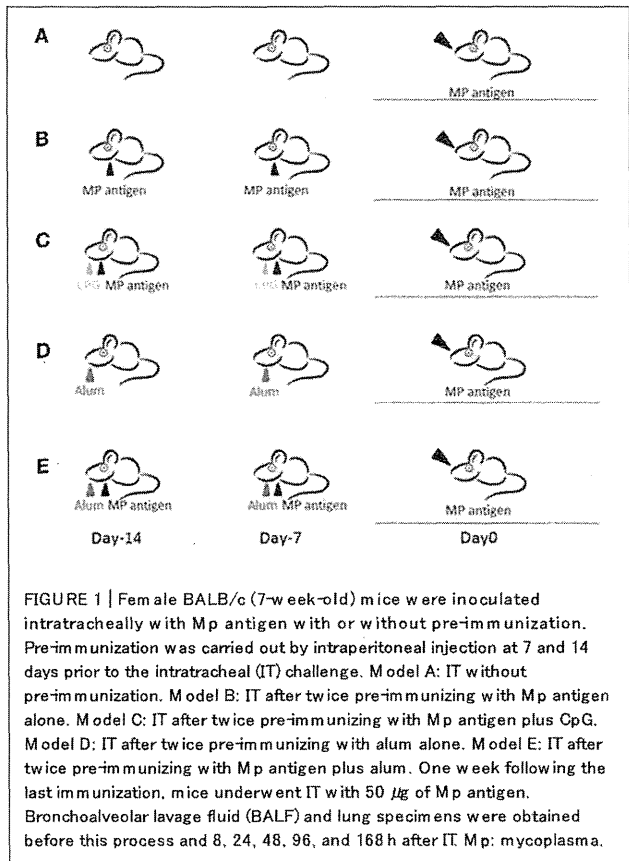 A
MP antigen
B
MP antigen MP antigen MP antigen
C
CPG MP antigen CPG MP antigen MP antigen
D
Alum Alum MP antigen
E
Alum MP antigen Alum MP antigen MP antigen
Day-14 Day-7 Day0
FIGURE 1 | Female BALB/c (7-week-old) mice were inoculated
intratracheally with Mp antigen with or without pre-immunization.
Pre-immunization was carried out by intraperitoneal injection at 7 and 14
days prior to the intratracheal (IT) challenge. Model A: IT without
pre-immunization. Model B: IT after twice pre-immunizing with Mp antigen
alone. Model C: IT after twice pre-immunizing with Mp antigen plus CpG.
Model D: IT after twice pre-immunizing with alum alone. Model E: IT after
twice pre-immunizing with Mp antigen plus alum. One week following the
last immunization, mice underwent IT with 50 μg of Mp antigen.
Bronchoalveolar lavage fluid (BALF) and lung specimens were obtained
before this process and 8, 24, 48, 96, and 168 h after IT. Mp: mycoplasma.